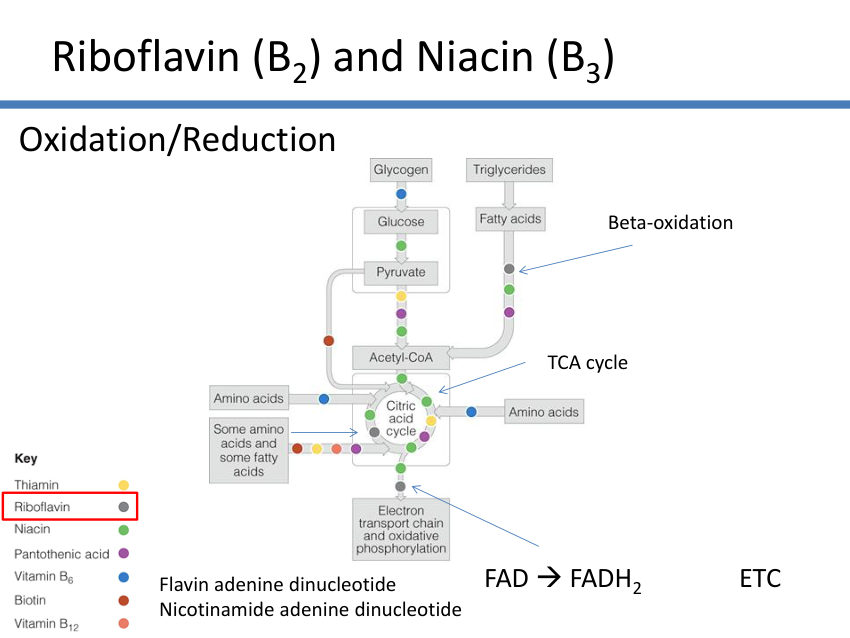 Riboflavin (B2) and Niacin (B3)
Oxidation/Reduction
Glycogen
Triglycerides
Glucose
Fatty acids
Beta-oxidation
Pyruvate
Acetyl-CoA
TCA cycle
Amino acids
Citric
acid
cycle
Amino acids
Some amino
acids and
some fatty
acids
Key
Thiamin
Riboflavin
Niacin
Pantothenic acid
Vitamin B6
Biotin
Vitamin B12
Electron
transport chain
and oxidative
phosphorylation
FAD → FADH2
ETC
Flavin adenine dinucleotide
Nicotinamide adenine dinucleotide